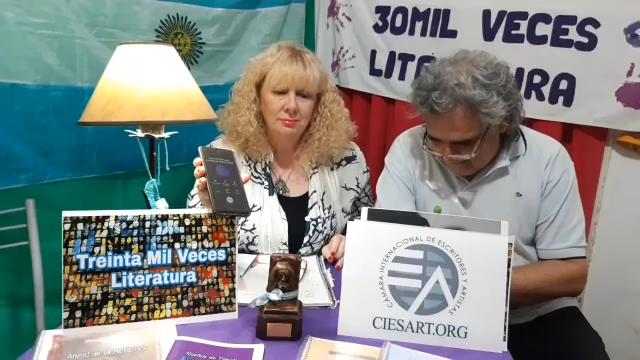 30MIL VECES
LITERATURA
Treinta Mil Veces
Literatura
CÁMARA INTERNACIONAL DE ESCRITORES Y ARTISTAS
CIESART.ORG